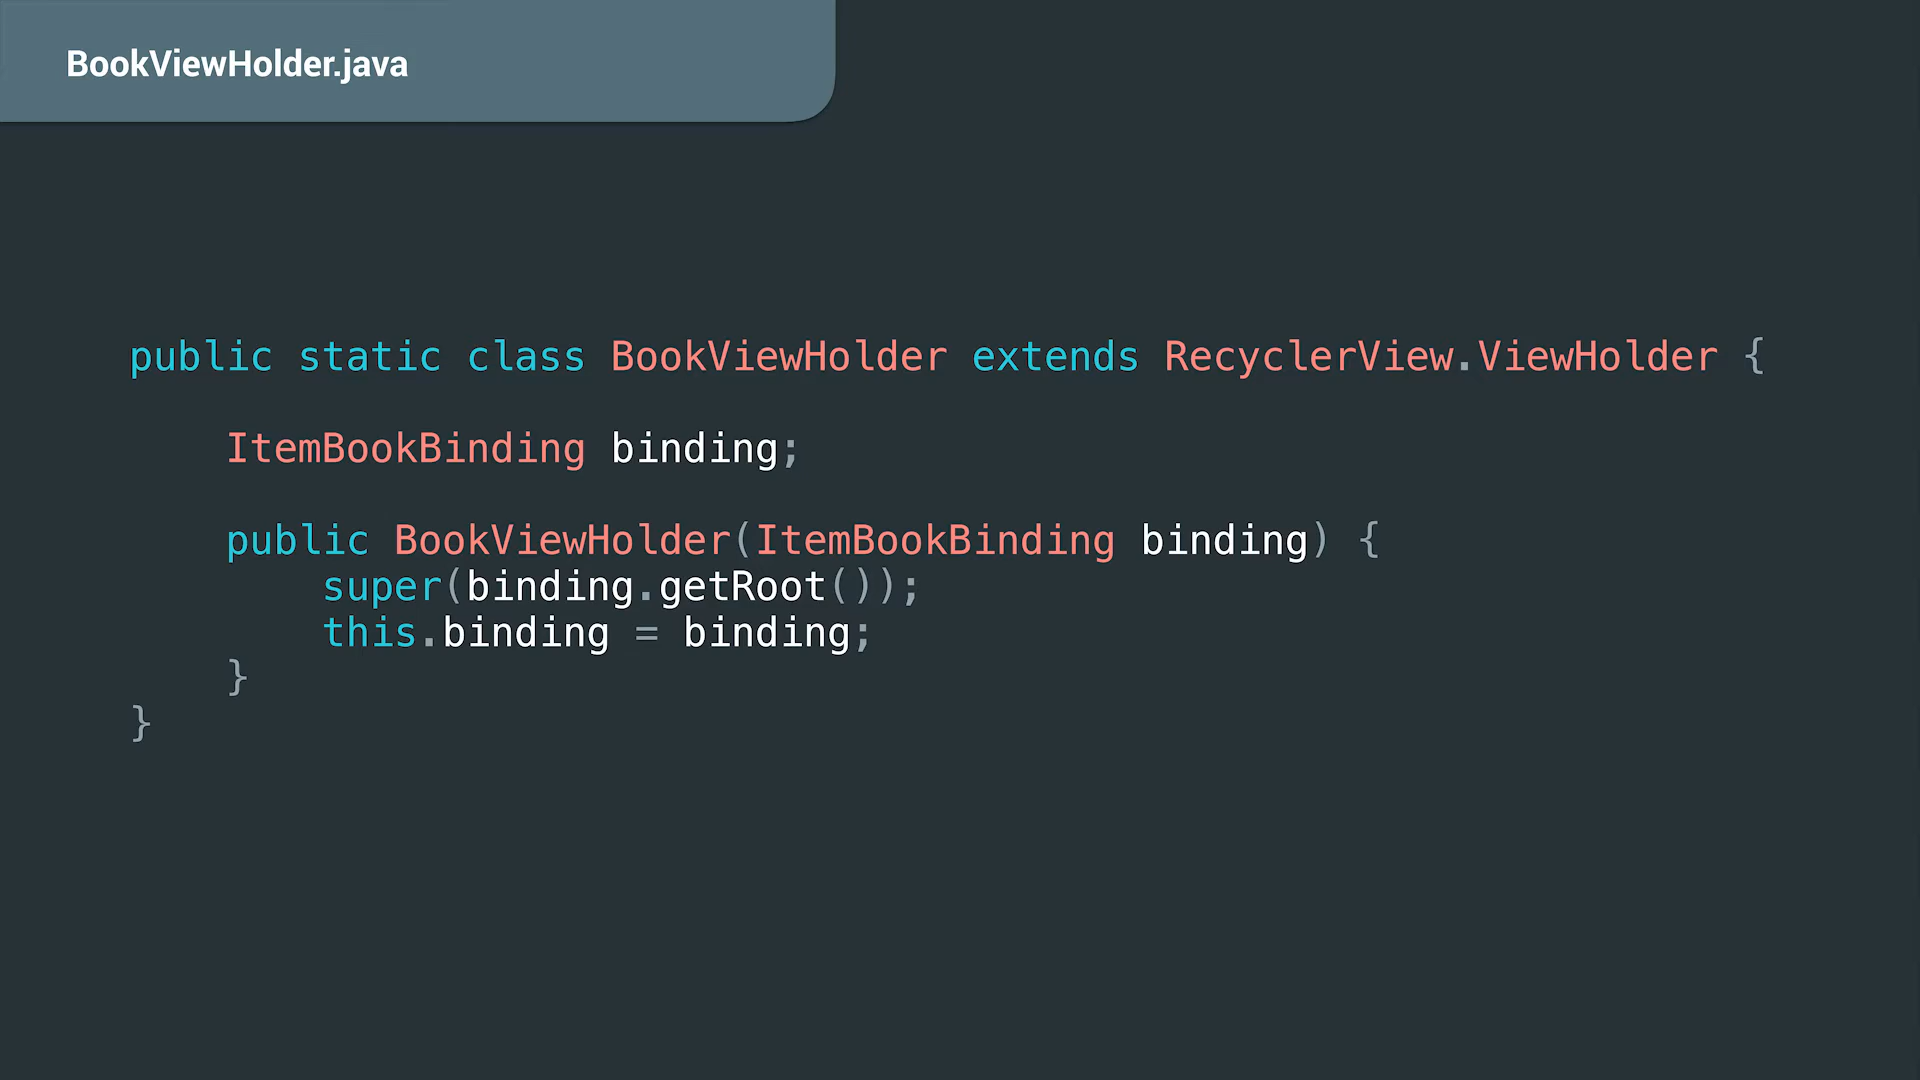 BookViewHolder.java
public static class BookViewHolder extends RecyclerView.ViewHolder {
    ItemBookBinding binding;
    public BookViewHolder(ItemBookBinding binding) {
        super(binding.getRoot());
        this.binding = binding;
    }
}